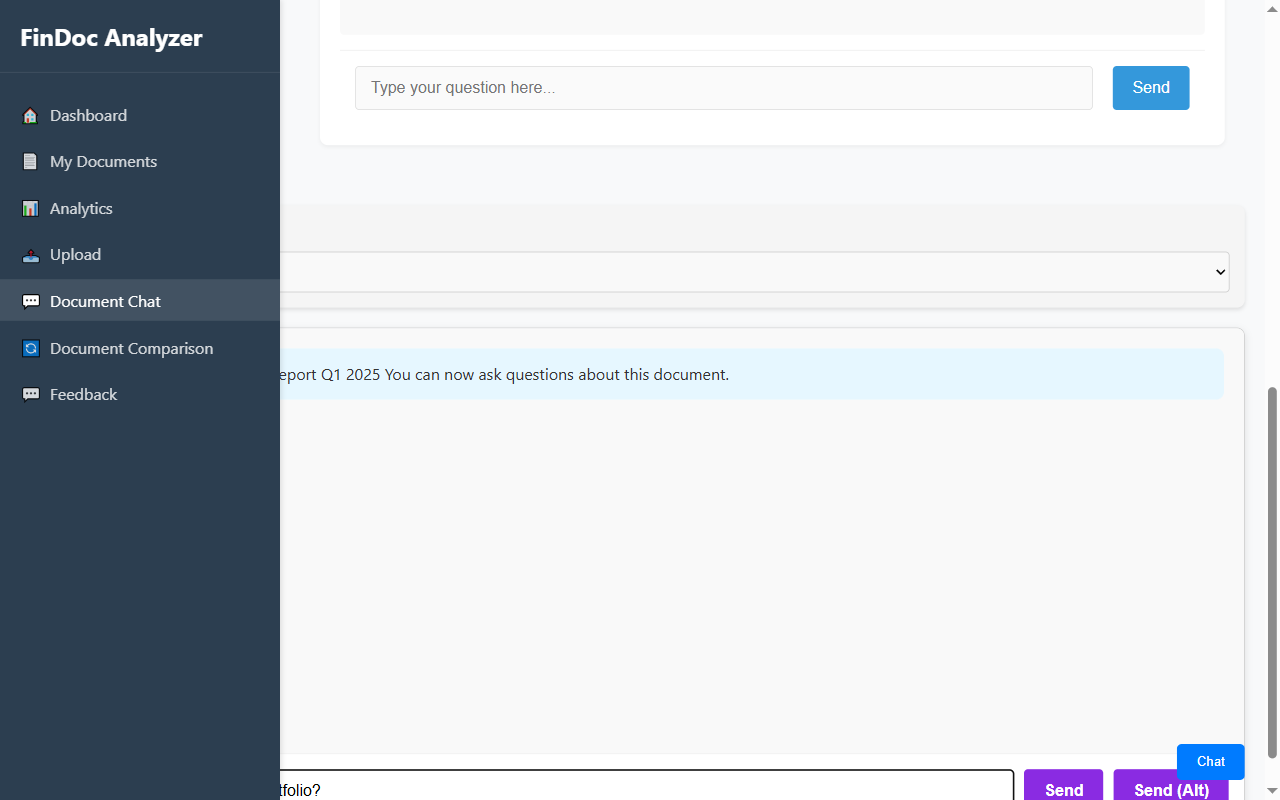 FinDoc Analyzer
Dashboard
My Documents
Analytics
Upload
Document Chat
Document Comparison
Feedback
Type your question here...
Send
eport Q1 2025 You can now ask questions about this document.
Chat
tfolio?
Send
Send (Alt)